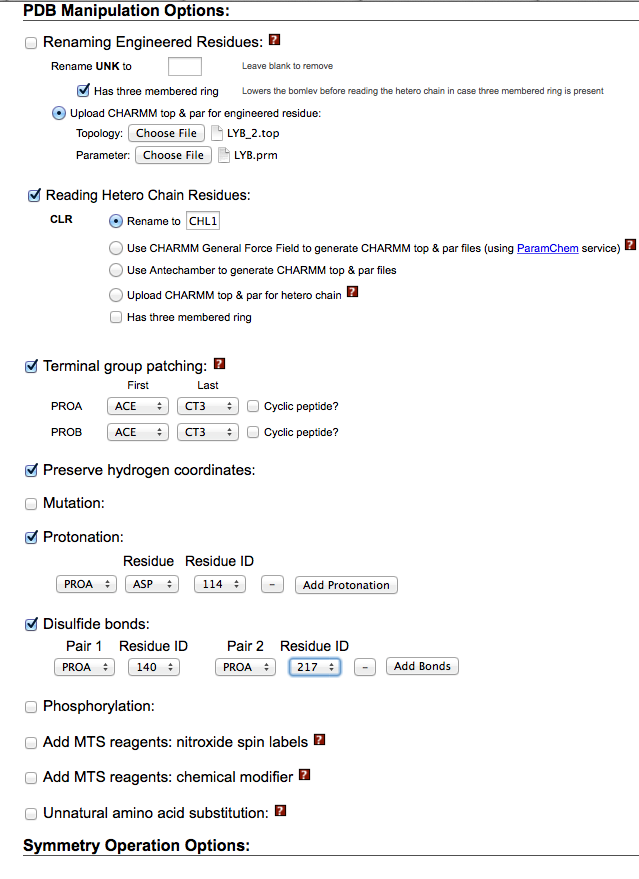 PDB Manipulation Options:
Renaming Engineered Residues: ?
Rename UNK to Leave blank to remove
Has three membered ring Lowers the bomlev before reading the hetero chain in case three membered ring is present
Upload CHARMM top & par for engineered residue:
Topology: Choose File LYB_2.top
Parameter: Choose File LYB.prm
Reading Hetero Chain Residues:
CLR Rename to CHL1
Use CHARMM General Force Field to generate CHARMM top & par files (using ParamChem service) ?
Use Antechamber to generate CHARMM top & par files
Upload CHARMM top & par for hetero chain ?
Has three membered ring
Terminal group patching: ?
First Last
PROA ACE CT3 Cyclic peptide?
PROB ACE CT3 Cyclic peptide?
Preserve hydrogen coordinates:
Mutation:
Protonation:
Residue Residue ID
PROA ASP 114 - Add Protonation
Disulfide bonds:
Pair 1 Residue ID Pair 2 Residue ID
PROA 140 PROA 217 - Add Bonds
Phosphorylation:
Add MTS reagents: nitroxide spin labels ?
Add MTS reagents: chemical modifier ?
Unnatural amino acid substitution: ?
Symmetry Operation Options: